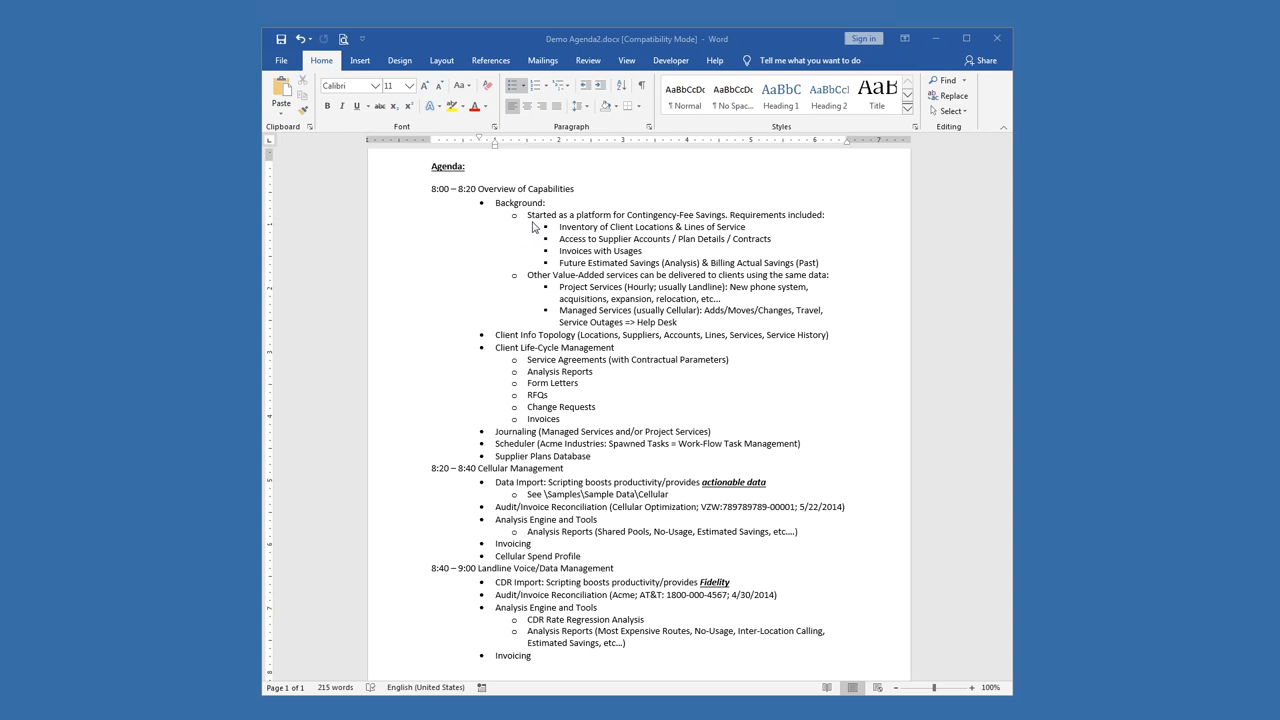 Demo Agenda2.docx [Compatibility Mode] - Word
Sign in
File Home Insert Design Layout References Mailings Review View Developer Help Tell me what you want to do Share
Calibri 11 Aa
Paste
B I U abc X₂ X² A A
AaBbCcDc AaBbCcDc AaBbC AaBbCcl AaB
¶ Normal ¶ No Spac... Heading 1 Heading 2 Title
Find
Replace
Select
Clipboard Font Paragraph Styles Editing
1 1 2 3 4 5 6 7
Agenda:
8:00 – 8:20 Overview of Capabilities
• Background:
o Started as a platform for Contingency-Fee Savings. Requirements included:
▪ Inventory of Client Locations & Lines of Service
▪ Access to Supplier Accounts / Plan Details / Contracts
▪ Invoices with Usages
▪ Future Estimated Savings (Analysis) & Billing Actual Savings (Past)
o Other Value-Added services can be delivered to clients using the same data:
▪ Project Services (Hourly; usually Landline): New phone system,
acquisitions, expansion, relocation, etc…
▪ Managed Services (usually Cellular): Adds/Moves/Changes, Travel,
Service Outages => Help Desk
• Client Info Topology (Locations, Suppliers, Accounts, Lines, Services, Service History)
• Client Life-Cycle Management
o Service Agreements (with Contractual Parameters)
o Analysis Reports
o Form Letters
o RFQs
o Change Requests
o Invoices
• Journaling (Managed Services and/or Project Services)
• Scheduler (Acme Industries: Spawned Tasks = Work-Flow Task Management)
• Supplier Plans Database
8:20 – 8:40 Cellular Management
• Data Import: Scripting boosts productivity/provides actionable data
o See \Samples\Sample Data\Cellular
• Audit/Invoice Reconciliation (Cellular Optimization; VZW:789789789-00001; 5/22/2014)
• Analysis Engine and Tools
o Analysis Reports (Shared Pools, No-Usage, Estimated Savings, etc.…)
• Invoicing
• Cellular Spend Profile
8:40 – 9:00 Landline Voice/Data Management
• CDR Import: Scripting boosts productivity/provides Fidelity
• Audit/Invoice Reconciliation (Acme; AT&T: 1800-000-4567; 4/30/2014)
• Analysis Engine and Tools
o CDR Rate Regression Analysis
o Analysis Reports (Most Expensive Routes, No-Usage, Inter-Location Calling,
Estimated Savings, etc…)
• Invoicing
Page 1 of 1 215 words English (United States) 100%